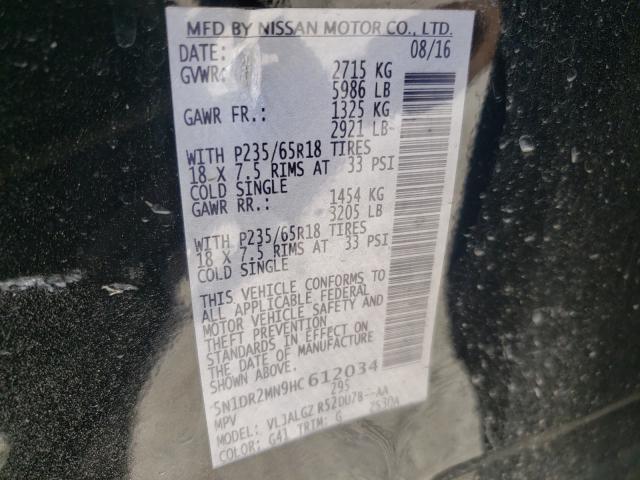 MFD BY NISSAN MOTOR CO., LTD.
DATE: 08/16
GVWR: 2715 KG
5986 LB
GAWR FR.: 1325 KG
2921 LB
WITH P235/65R18 TIRES
18 X 7.5 RIMS AT 33 PSI
COLD SINGLE
GAWR RR.: 1454 KG
3205 LB
WITH P235/65R18 TIRES
18 X 7.5 RIMS AT 33 PSI
COLD SINGLE
THIS VEHICLE CONFORMS TO
ALL APPLICABLE FEDERAL
MOTOR VEHICLE SAFETY AND
THEFT PREVENTION
STANDARDS IN EFFECT ON
THE DATE OF MANUFACTURE
SHOWN ABOVE.
5N1DR2MN9HC612034
MPV 295
MODEL: VLJALGZ R52DU78--AA
COLOR: G41 TRIM: G 2530A